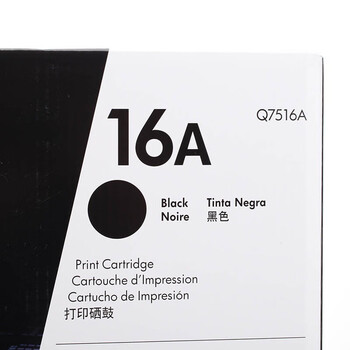 Q7516A
16A
Black Tinta Negra
Noire 黑色
Print Cartridge
Cartouche d'Impression
Cartucho de Impresión
打印硒鼓